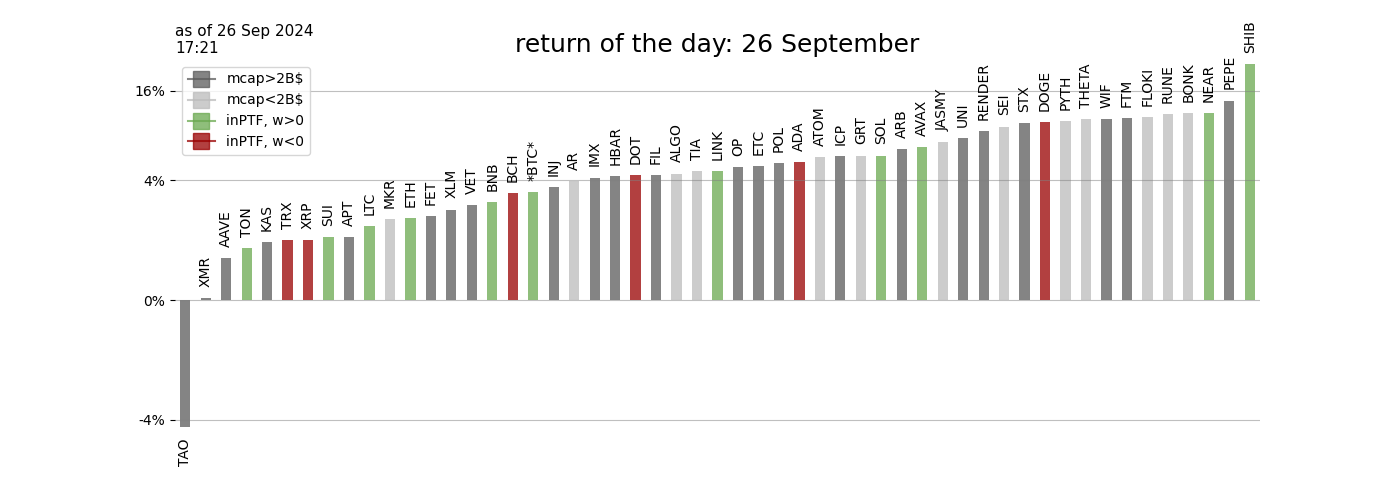 as of 26 Sep 2024
17:21
return of the day: 26 September
mcap>2B$
mcap<2B$
inPTF, w>0
inPTF, w<0
16%
4%
0%
-4%
TAO
XMR
AAVE
TON
KAS
TRX
XRP
SUI
APT
LTC
MKR
ETH
FET
XLM
VET
BNB
BCH
*BTC*
INJ
AR
IMX
HBAR
DOT
FIL
ALGO
TIA
LINK
OP
ETC
POL
ADA
ATOM
ICP
GRT
SOL
ARB
AVAX
JASMY
UNI
RENDER
SEI
STX
DOGE
PYTH
THETA
WIF
FTM
FLOKI
RUNE
BONK
NEAR
PEPE
SHIB